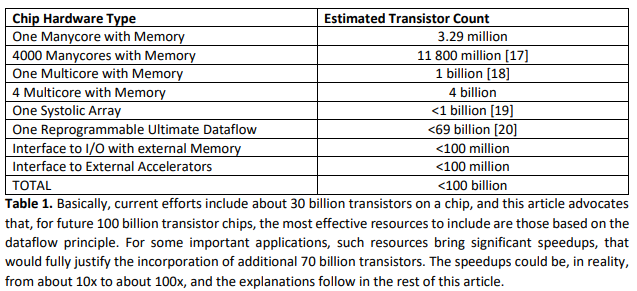 Chip Hardware Type Estimated Transistor Count
One Manycore with Memory 3.29 million
4000 Manycores with Memory 11 800 million [17]
One Multicore with Memory 1 billion [18]
4 Multicore with Memory 4 billion
One Systolic Array <1 billion [19]
One Reprogrammable Ultimate Dataflow <69 billion [20]
Interface to I/O with external Memory <100 million
Interface to External Accelerators <100 million
TOTAL <100 billion
Table 1. Basically, current efforts include about 30 billion transistors on a chip, and this article advocates
that, for future 100 billion transistor chips, the most effective resources to include are those based on the
dataflow principle. For some important applications, such resources bring significant speedups, that
would fully justify the incorporation of additional 70 billion transistors. The speedups could be, in reality,
from about 10x to about 100x, and the explanations follow in the rest of this article.